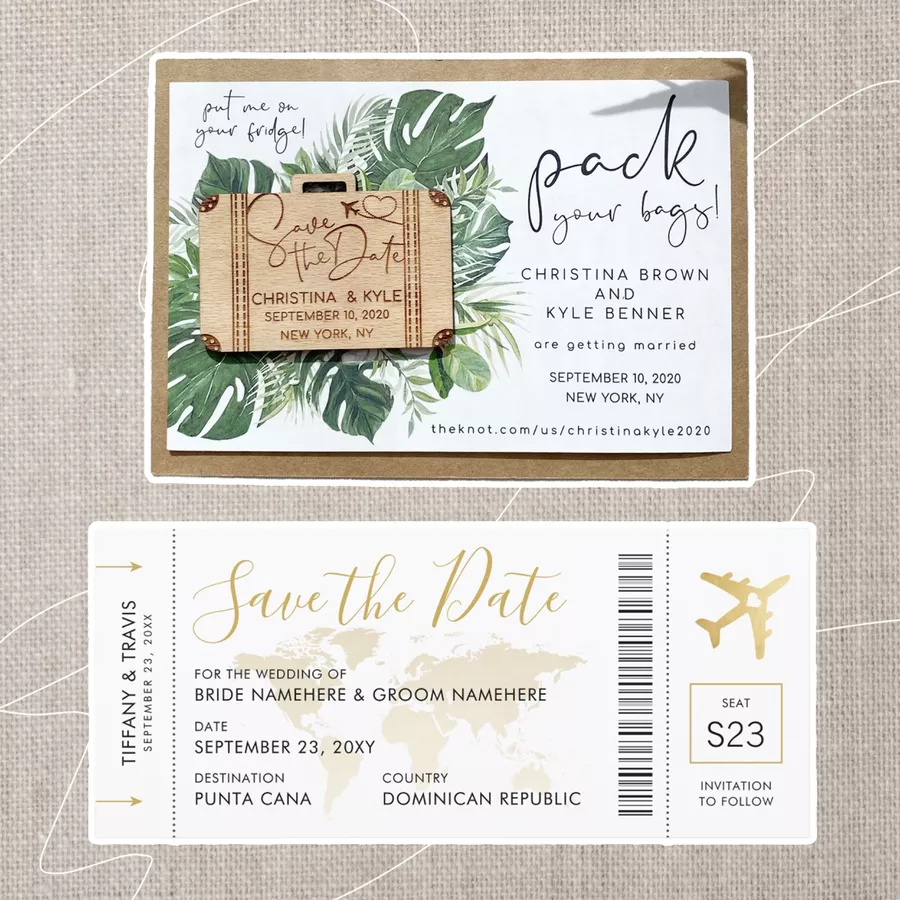 put me on
your fridge!
Save
the Date
CHRISTINA & KYLE
SEPTEMBER 10, 2020
NEW YORK, NY
pack
your bags!
CHRISTINA BROWN
AND
KYLE BENNER
are getting married
SEPTEMBER 10, 2020
NEW YORK, NY
theknot.com/us/christinakyle2020
TIFFANY & TRAVIS
SEPTEMBER 23, 20XX
Save the Date
FOR THE WEDDING OF
BRIDE NAMEHERE & GROOM NAMEHERE
DATE
SEPTEMBER 23, 20XY
DESTINATION
PUNTA CANA
COUNTRY
DOMINICAN REPUBLIC
SEAT
S23
INVITATION
TO FOLLOW